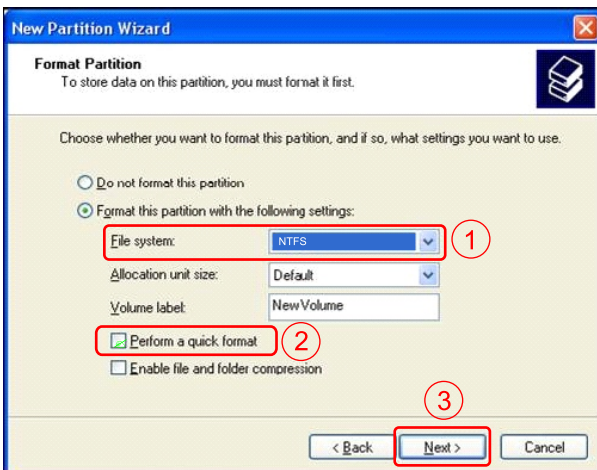 New Partition Wizard
Format Partition
To store data on this partition, you must format it first.
Choose whether you want to format this partition, and if so, what settings you want to use.
Do not format this partition
Format this partition with the following settings:
File system: NTFS 1
Allocation unit size: Default
Volume label: New Volume
Perform a quick format 2
Enable file and folder compression
3
< Back Next > Cancel